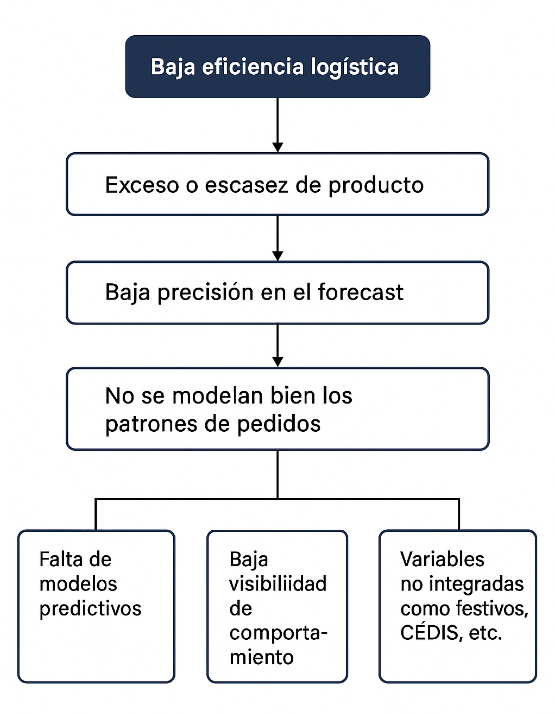 Baja eficiencia logística
Exceso o escasez de producto
Baja precisión en el forecast
No se modelan bien los
patrones de pedidos
Falta de
modelos
predictivos
Baja
visibiliidad
de
comporta-
miento
Variables
no integradas
como festivos,
CÉDIS, etc.